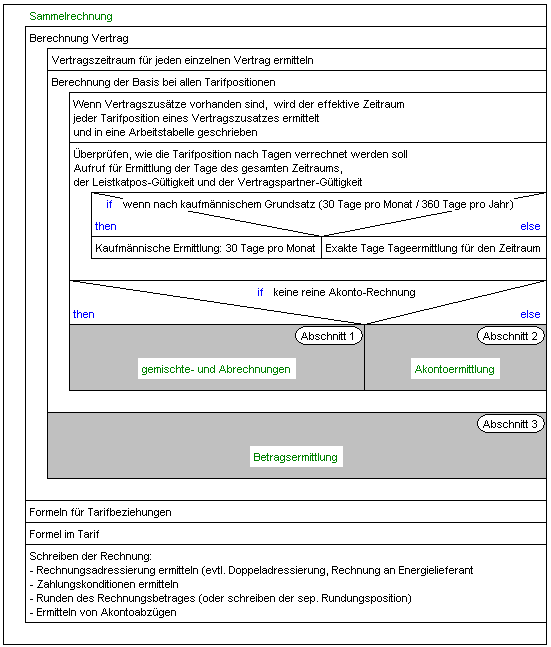 Sammelrechnung
Berechnung Vertrag
Vertragszeitraum für jeden einzelnen Vertrag ermitteln
Berechnung der Basis bei allen Tarifpositionen
Wenn Vertragszusätze vorhanden sind, wird der effektive Zeitraum
jeder Tarifposition eines Vertragszusatzes ermittelt
und in eine Arbeitstabelle geschrieben
Überprüfen, wie die Tarifposition nach Tagen verrechnet werden soll
Aufruf für Ermittlung der Tage des gesamten Zeitraums,
der Leistkatpos-Gültigkeit und der Vertragspartner-Gültigkeit
if wenn nach kaufmännischem Grundsatz (30 Tage pro Monat / 360 Tage pro Jahr)
then else
Kaufmännische Ermittlung: 30 Tage pro Monat Exakte Tage Tageermittlung für den Zeitraum
if keine reine Akonto-Rechnung
then else
Abschnitt 1 Abschnitt 2
gemischte- und Abrechnungen Akontoermittlung
Abschnitt 3
Betragsermittlung
Formeln für Tarifbeziehungen
Formel im Tarif
Schreiben der Rechnung:
- Rechnungsadressierung ermitteln (evtl. Doppeladressierung, Rechnung an Energielieferant
- Zahlungskonditionen ermitteln
- Runden des Rechnungsbetrages (oder schreiben der sep. Rundungsposition)
- Ermitteln von Akontoabzügen